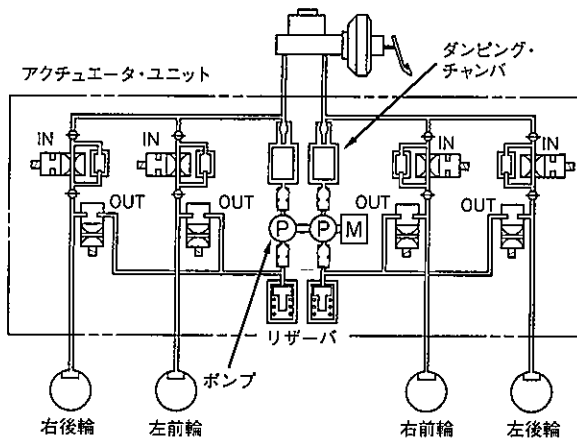 ダンピング・
チャンバ
アクチュエータ・ユニット
IN
IN
IN
IN
OUT
OUT
OUT
OUT
P
P
M
リザーバ
ポンプ
右後輪
左前輪
右前輪
左後輪